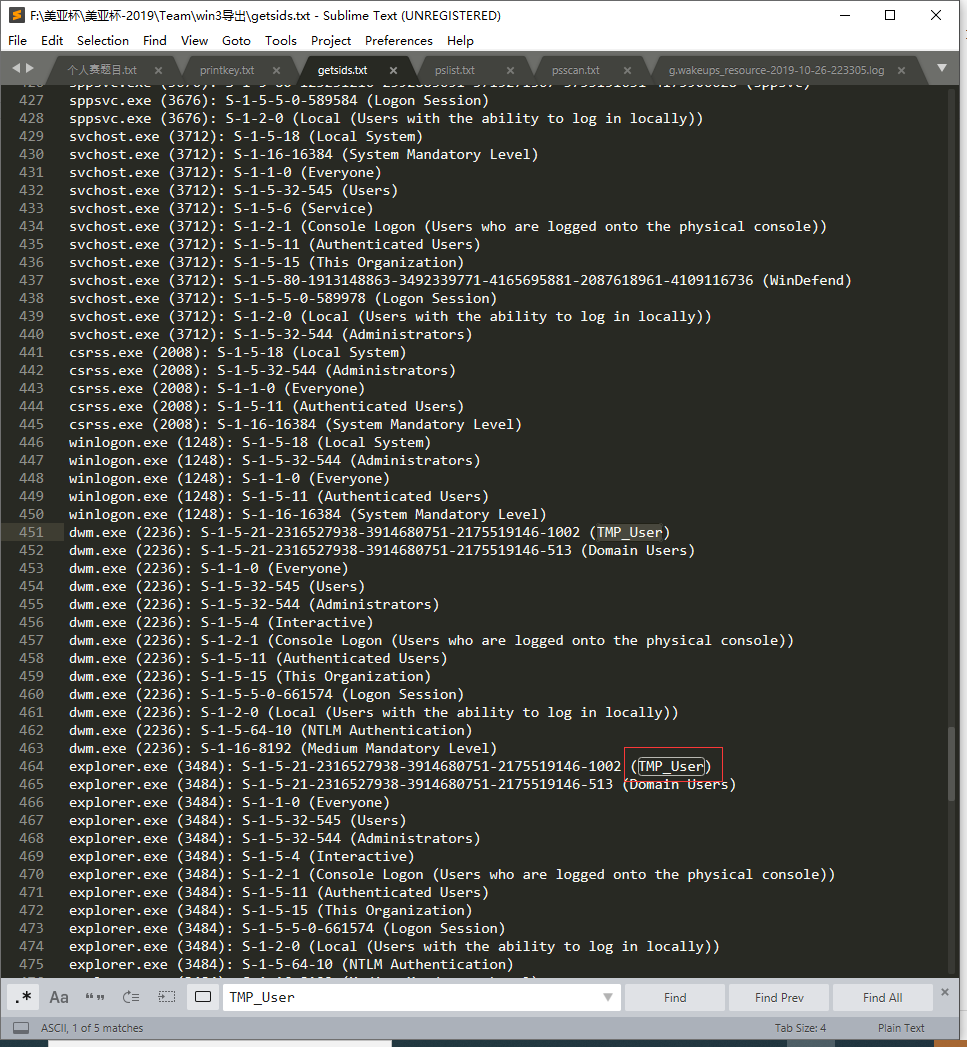 F:\美亚杯\美亚杯-2019\Team\win3导出\getsids.txt - Sublime Text (UNREGISTERED)
File Edit Selection Find View Goto Tools Project Preferences Help
个人赛题目.txt × printkey.txt × getsids.txt × pslist.txt × psscan.txt × g.wakeups_resource-2019-10-26-223305.log ×
427 sppsvc.exe (3676): S-1-5-5-0-589584 (Logon Session)
428 sppsvc.exe (3676): S-1-2-0 (Local (Users with the ability to log in locally))
429 svchost.exe (3712): S-1-5-18 (Local System)
430 svchost.exe (3712): S-1-16-16384 (System Mandatory Level)
431 svchost.exe (3712): S-1-1-0 (Everyone)
432 svchost.exe (3712): S-1-5-32-545 (Users)
433 svchost.exe (3712): S-1-5-6 (Service)
434 svchost.exe (3712): S-1-2-1 (Console Logon (Users who are logged onto the physical console))
435 svchost.exe (3712): S-1-5-11 (Authenticated Users)
436 svchost.exe (3712): S-1-5-15 (This Organization)
437 svchost.exe (3712): S-1-5-80-1913148863-3492339771-4165695881-2087618961-4109116736 (WinDefend)
438 svchost.exe (3712): S-1-5-5-0-589978 (Logon Session)
439 svchost.exe (3712): S-1-2-0 (Local (Users with the ability to log in locally))
440 svchost.exe (3712): S-1-5-32-544 (Administrators)
441 csrss.exe (2008): S-1-5-18 (Local System)
442 csrss.exe (2008): S-1-5-32-544 (Administrators)
443 csrss.exe (2008): S-1-1-0 (Everyone)
444 csrss.exe (2008): S-1-5-11 (Authenticated Users)
445 csrss.exe (2008): S-1-16-16384 (System Mandatory Level)
446 winlogon.exe (1248): S-1-5-18 (Local System)
447 winlogon.exe (1248): S-1-5-32-544 (Administrators)
448 winlogon.exe (1248): S-1-1-0 (Everyone)
449 winlogon.exe (1248): S-1-5-11 (Authenticated Users)
450 winlogon.exe (1248): S-1-16-16384 (System Mandatory Level)
451 dwm.exe (2236): S-1-5-21-2316527938-3914680751-2175519146-1002 (TMP_User)
452 dwm.exe (2236): S-1-5-21-2316527938-3914680751-2175519146-513 (Domain Users)
453 dwm.exe (2236): S-1-1-0 (Everyone)
454 dwm.exe (2236): S-1-5-32-545 (Users)
455 dwm.exe (2236): S-1-5-32-544 (Administrators)
456 dwm.exe (2236): S-1-5-4 (Interactive)
457 dwm.exe (2236): S-1-2-1 (Console Logon (Users who are logged onto the physical console))
458 dwm.exe (2236): S-1-5-11 (Authenticated Users)
459 dwm.exe (2236): S-1-5-15 (This Organization)
460 dwm.exe (2236): S-1-5-5-0-661574 (Logon Session)
461 dwm.exe (2236): S-1-2-0 (Local (Users with the ability to log in locally))
462 dwm.exe (2236): S-1-5-64-10 (NTLM Authentication)
463 dwm.exe (2236): S-1-16-8192 (Medium Mandatory Level)
464 explorer.exe (3484): S-1-5-21-2316527938-3914680751-2175519146-1002 (TMP_User)
465 explorer.exe (3484): S-1-5-21-2316527938-3914680751-2175519146-513 (Domain Users)
466 explorer.exe (3484): S-1-1-0 (Everyone)
467 explorer.exe (3484): S-1-5-32-545 (Users)
468 explorer.exe (3484): S-1-5-32-544 (Administrators)
469 explorer.exe (3484): S-1-5-4 (Interactive)
470 explorer.exe (3484): S-1-2-1 (Console Logon (Users who are logged onto the physical console))
471 explorer.exe (3484): S-1-5-11 (Authenticated Users)
472 explorer.exe (3484): S-1-5-15 (This Organization)
473 explorer.exe (3484): S-1-5-5-0-661574 (Logon Session)
474 explorer.exe (3484): S-1-2-0 (Local (Users with the ability to log in locally))
475 explorer.exe (3484): S-1-5-64-10 (NTLM Authentication)
.* Aa “” TMP_User Find Find Prev Find All ×
ASCII, 1 of 5 matches Tab Size: 4 Plain Text